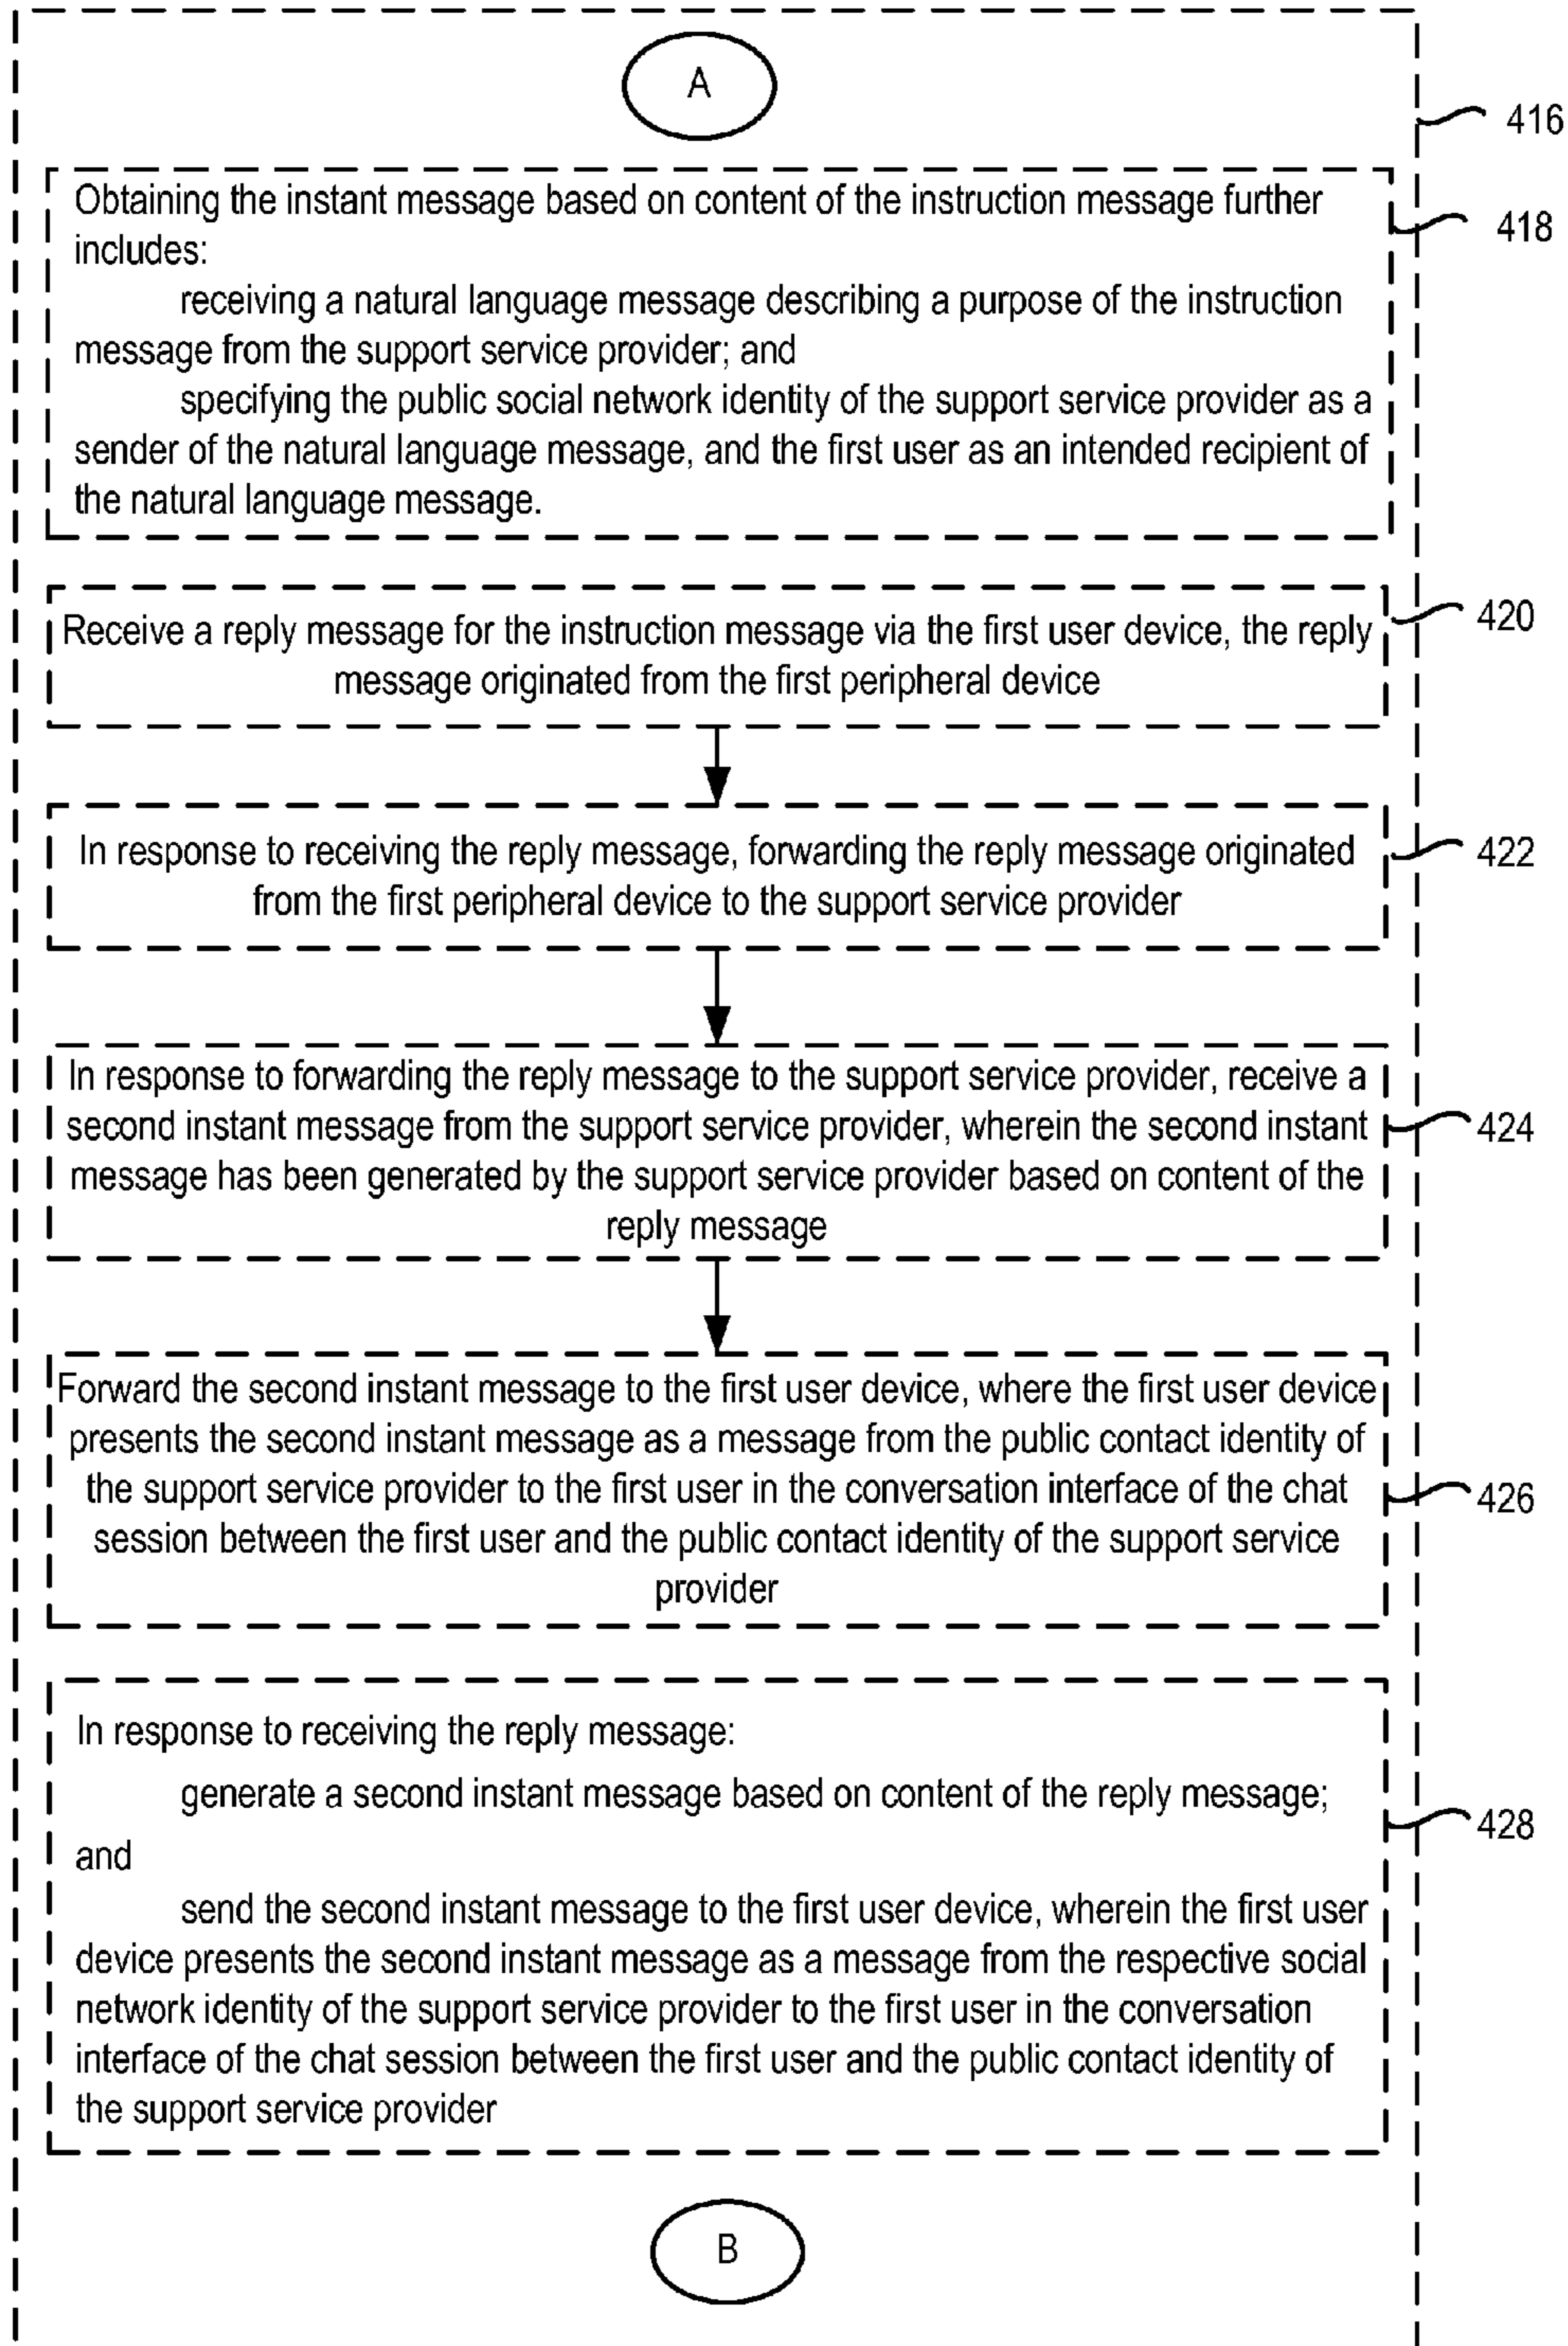 A
416
Obtaining the instant message based on content of the instruction message further
includes:
receiving a natural language message describing a purpose of the instruction
message from the support service provider; and
specifying the public social network identity of the support service provider as a
sender of the natural language message, and the first user as an intended recipient of
the natural language message.
418
Receive a reply message for the instruction message via the first user device, the reply
message originated from the first peripheral device
420
In response to receiving the reply message, forwarding the reply message originated
from the first peripheral device to the support service provider
422
In response to forwarding the reply message to the support service provider, receive a
second instant message from the support service provider, wherein the second instant
message has been generated by the support service provider based on content of the
reply message
424
Forward the second instant message to the first user device, where the first user device
presents the second instant message as a message from the public contact identity of
the support service provider to the first user in the conversation interface of the chat
session between the first user and the public contact identity of the support service
provider
426
In response to receiving the reply message:
generate a second instant message based on content of the reply message;
and
send the second instant message to the first user device, wherein the first user
device presents the second instant message as a message from the respective social
network identity of the support service provider to the first user in the conversation
interface of the chat session between the first user and the public contact identity of
the support service provider
428
B